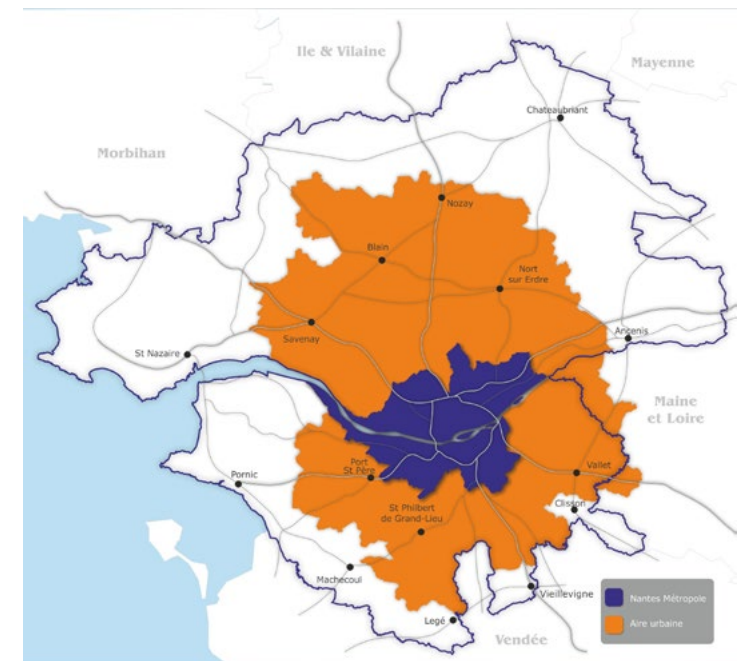 Ile & Vilaine
Mayenne
Chateaubriant
Morbihan
Nozay
Blain
Nort
sur Erdre
Savenay
Ancenis
St Nazaire
Maine
et Loire
Port
St Père
Vallet
Pornic
Clisson
St Philbert
de Grand-Lieu
Machecoul
Vieillevigne
Legé
Vendée
Nantes Métropole
Aire urbaine